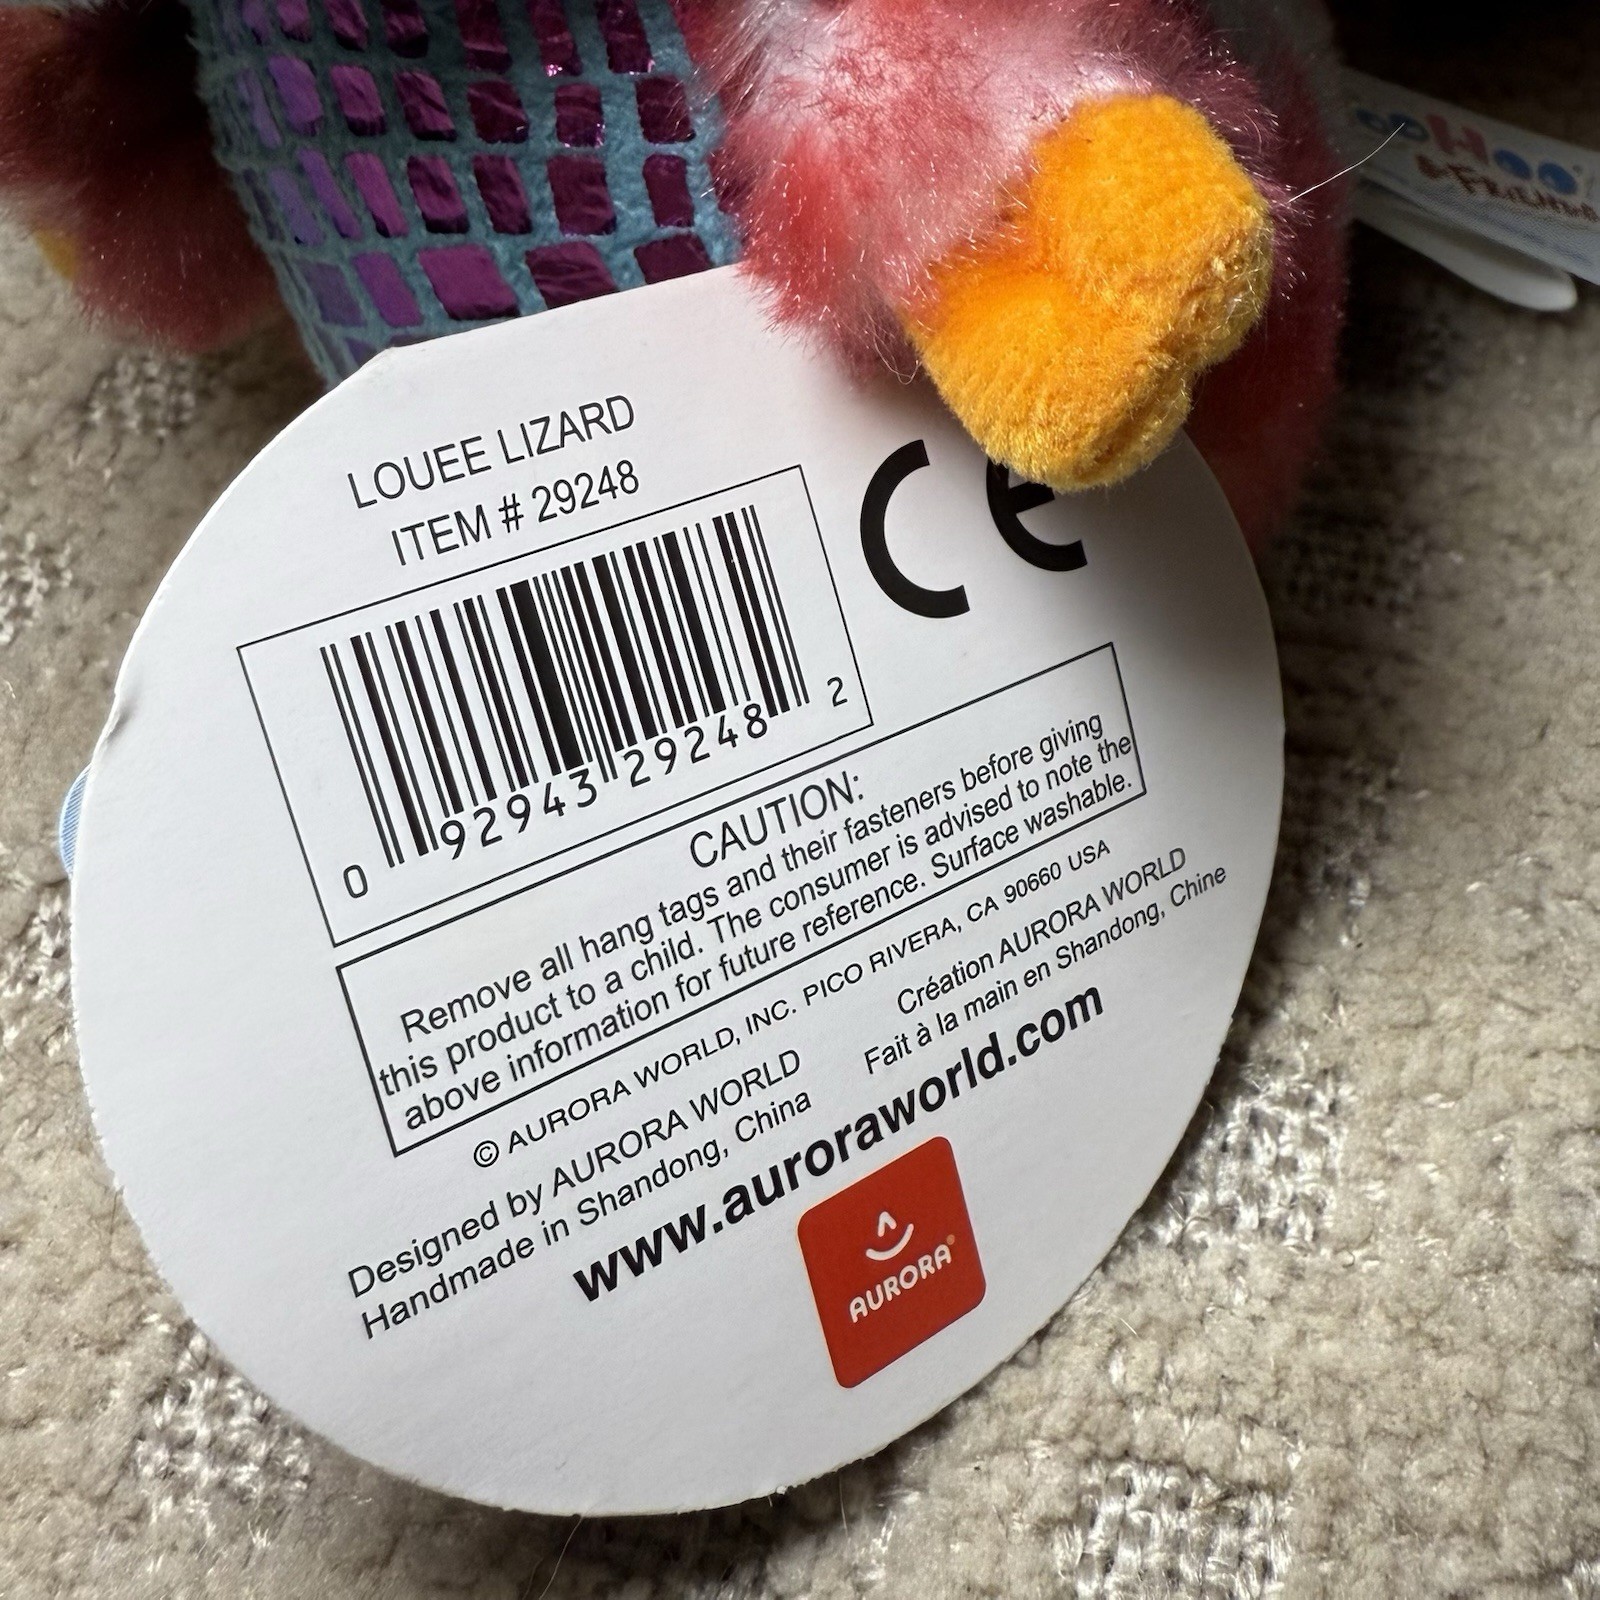 ooHoo
& FRIENDS
LOUEE LIZARD
ITEM # 29248
CE
0 92943 29248 2
CAUTION:
Remove all hang tags and their fasteners before giving
this product to a child. The consumer is advised to note the
above information for future reference. Surface washable.
© AURORA WORLD, INC. PICO RIVERA, CA 90660 USA
Designed by AURORA WORLD
Handmade in Shandong, China
Création AURORA WORLD
Fait à la main en Shandong, Chine
www.auroraworld.com
AURORA®